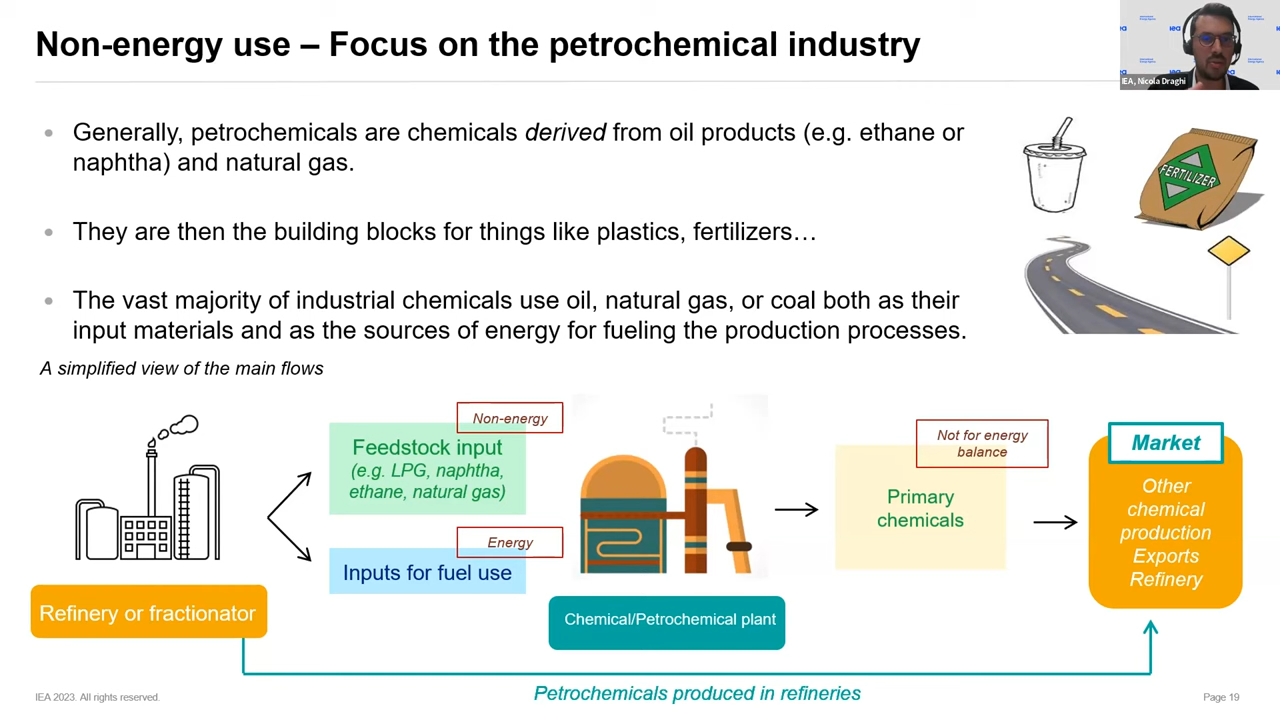 Non-energy use – Focus on the petrochemical industry
iea
iea
iea
iea
iea
IEA, Nicola Draghi
Generally, petrochemicals are chemicals derived from oil products (e.g. ethane or
naphtha) and natural gas.
They are then the building blocks for things like plastics, fertilizers…
The vast majority of industrial chemicals use oil, natural gas, or coal both as their
input materials and as the sources of energy for fueling the production processes.
FERTILIZER
A simplified view of the main flows
Non-energy
Feedstock input
(e.g. LPG, naphtha,
ethane, natural gas)
Energy
Inputs for fuel use
Refinery or fractionator
Chemical/Petrochemical plant
Not for energy
balance
Primary
chemicals
Market
Other
chemical
production
Exports
Refinery
Petrochemicals produced in refineries
IEA 2023. All rights reserved.
Page 19